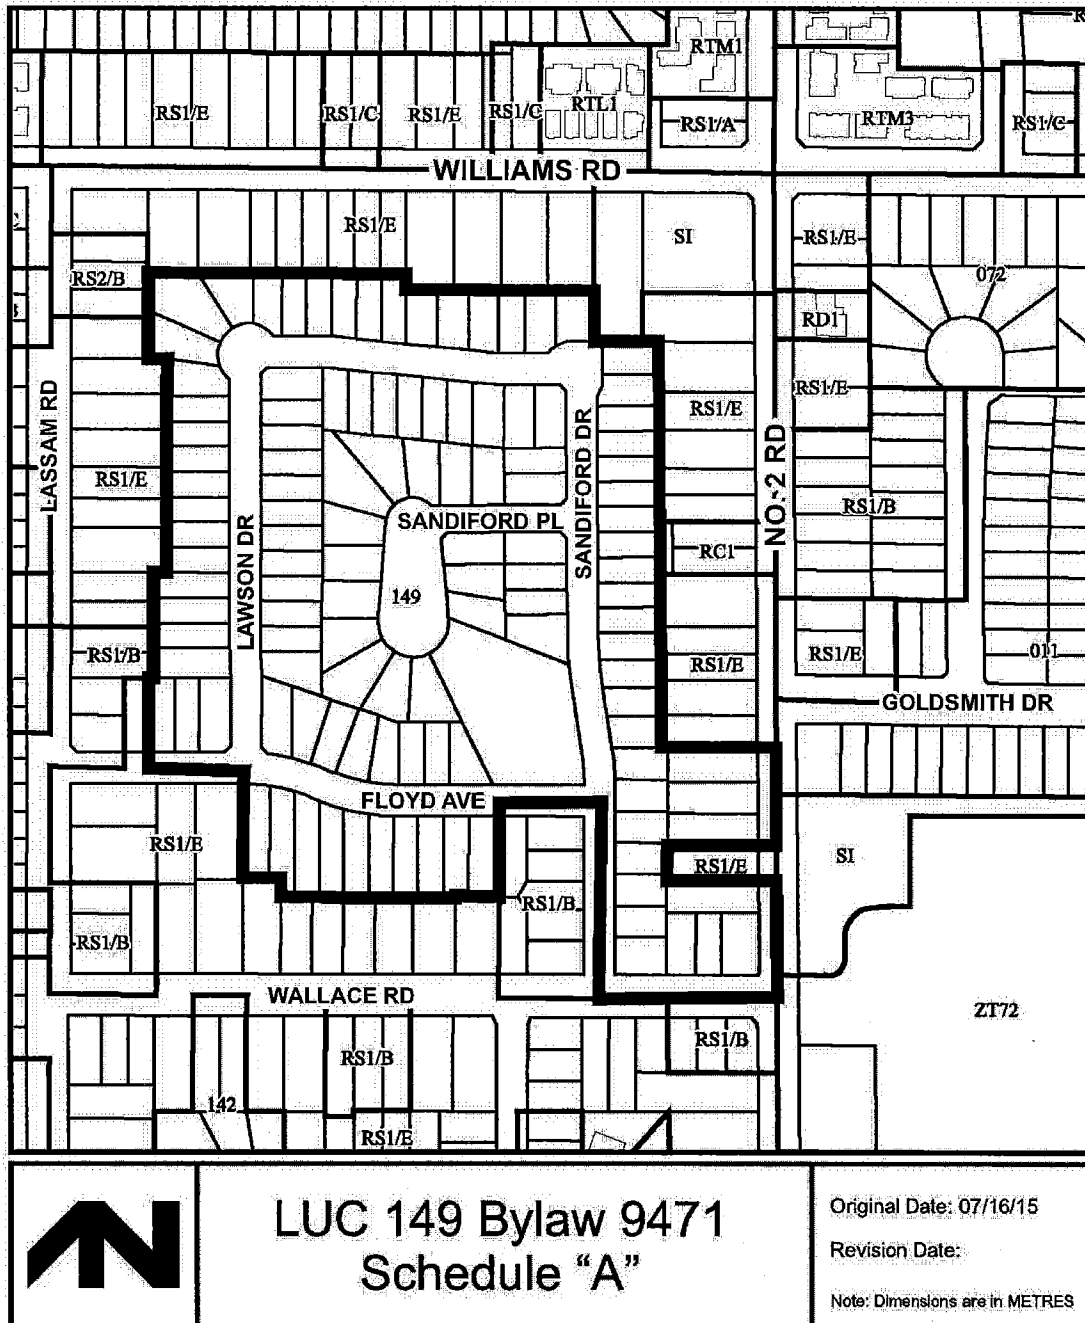 RTM1
RS1/E
RS1/C
RS1/E
RS1/C
RTL1
RS1/A
RTM3
RS1/C
WILLIAMS RD
RS1/E
SI
RS1/E
RS2/B
072
RD1
LASSAM RD
RS1/E
RS1/E
SANDIFORD DR
NO. 2 RD
RS1/E
RS1/B
SANDIFORD PL
LAWSON DR
RC1
149
RS1/B
RS1/E
RS1/E
011
GOLDSMITH DR
FLOYD AVE
RS1/E
RS1/E
SI
RS1/B
RS1/B
WALLACE RD
ZT72
RS1/B
RS1/B
142
RS1/E
LUC 149 Bylaw 9471
Schedule "A"
Original Date: 07/16/15
Revision Date:
Note: Dimensions are in METRES